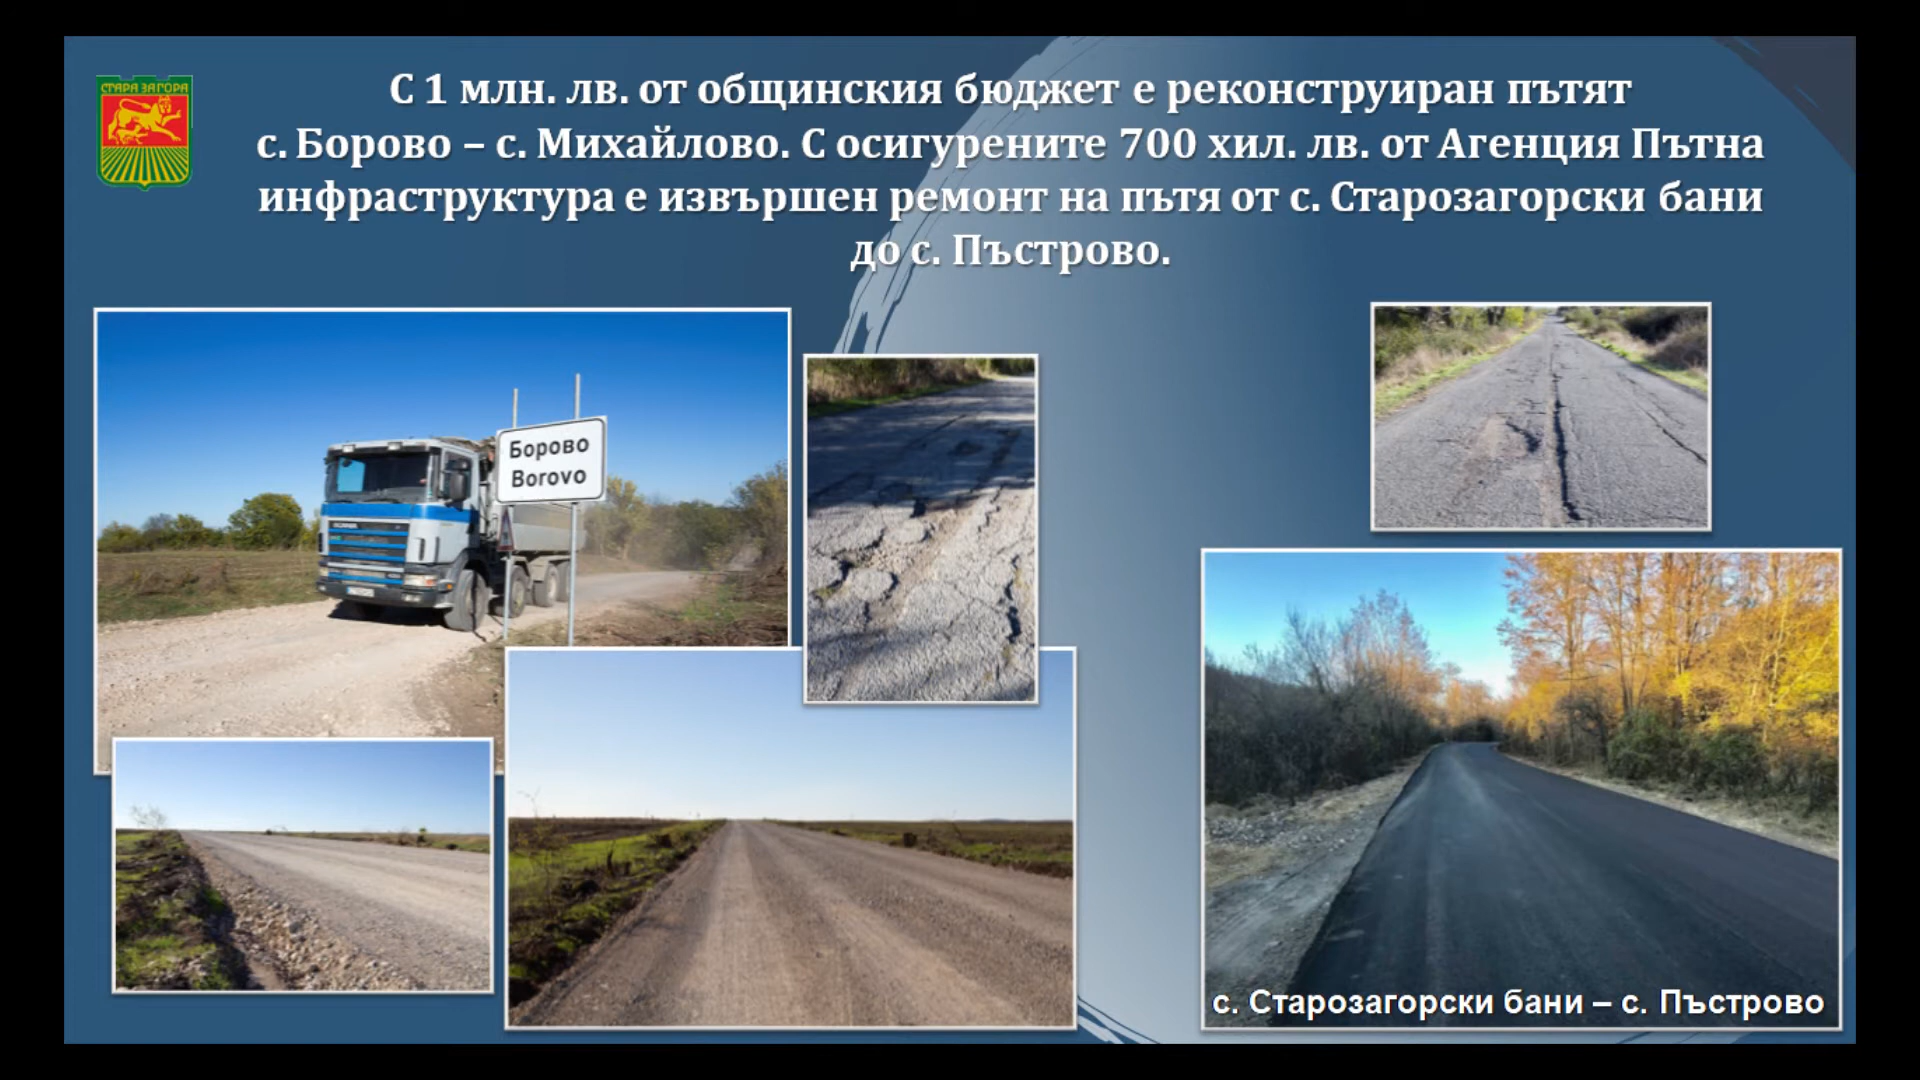 СТАРА ЗАГОРА
С 1 млн. лв. от общинския бюджет е реконструиран пътят
с. Борово – с. Михайлово. С осигурените 700 хил. лв. от Агенция Пътна
инфраструктура е извършен ремонт на пътя от с. Старозагорски бани
до с. Пъстрово.
Борово
Borovo
SCANIA
с. Старозагорски бани – с. Пъстрово